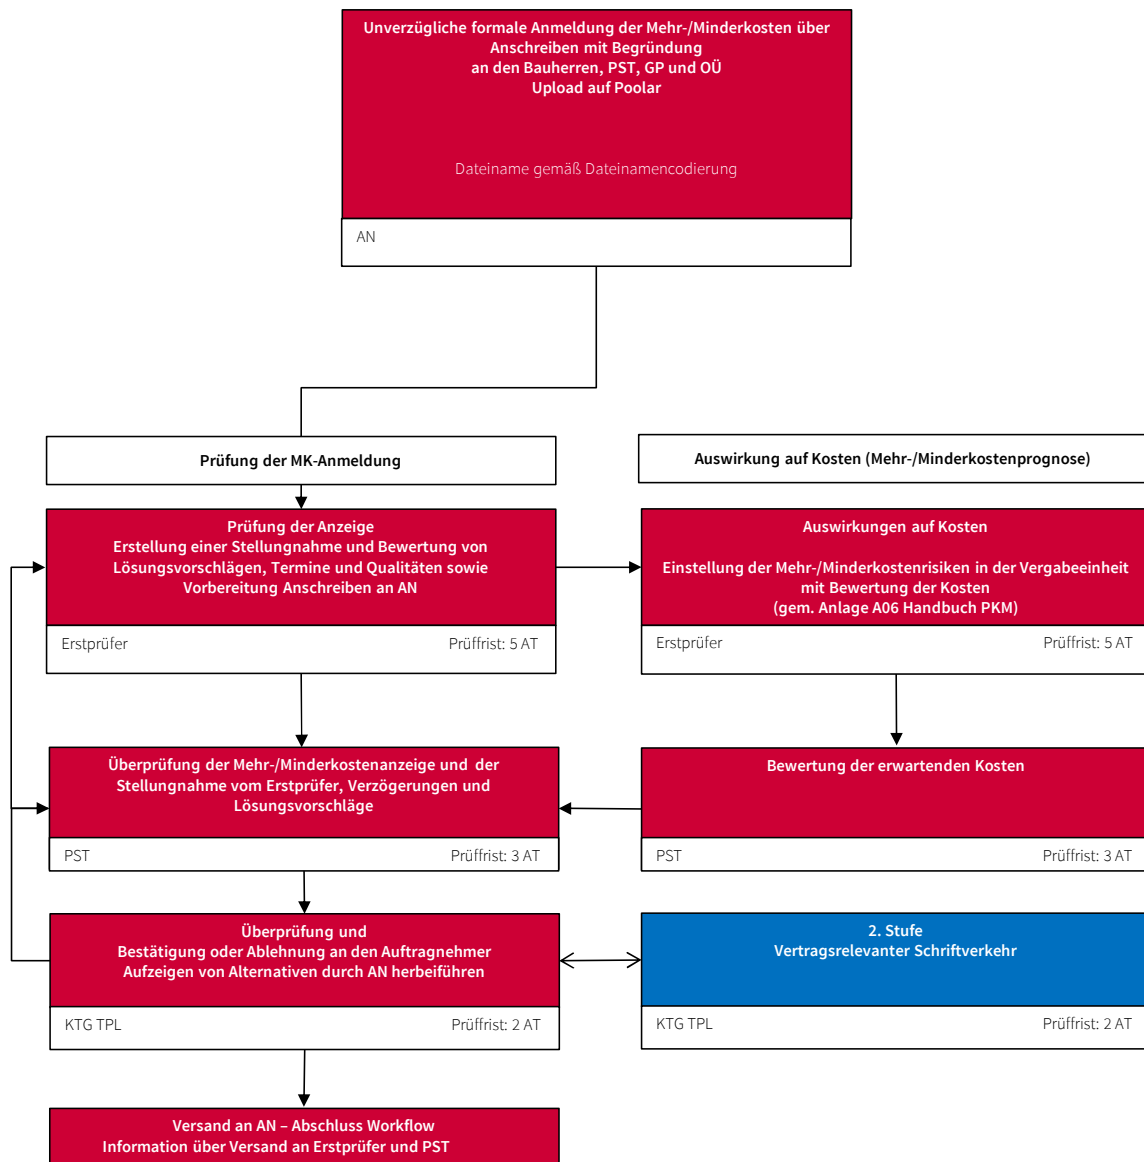 Unverzügliche formale Anmeldung der Mehr-/Minderkosten über
Anschreiben mit Begründung
an den Bauherren, PST, GP und OÜ
Upload auf Poolar
Dateiname gemäß Dateinamencodierung
AN
Prüfung der MK-Anmeldung
Auswirkung auf Kosten (Mehr-/Minderkostenprognose)
Prüfung der Anzeige
Erstellung einer Stellungnahme und Bewertung von
Lösungsvorschlägen, Termine und Qualitäten sowie
Vorbereitung Anschreiben an AN
Erstprüfer Prüffrist: 5 AT
Auswirkungen auf Kosten
Einstellung der Mehr-/Minderkostenrisiken in der Vergabeeinheit
mit Bewertung der Kosten
(gem. Anlage A06 Handbuch PKM)
Erstprüfer Prüffrist: 5 AT
Überprüfung der Mehr-/Minderkostenanzeige und der
Stellungnahme vom Erstprüfer, Verzögerungen und
Lösungsvorschläge
PST Prüffrist: 3 AT
Bewertung der erwartenden Kosten
PST Prüffrist: 3 AT
Überprüfung und
Bestätigung oder Ablehnung an den Auftragnehmer
Aufzeigen von Alternativen durch AN herbeiführen
KTG TPL Prüffrist: 2 AT
2. Stufe
Vertragsrelevanter Schriftverkehr
KTG TPL Prüffrist: 2 AT
Versand an AN – Abschluss Workflow
Information über Versand an Erstprüfer und PST